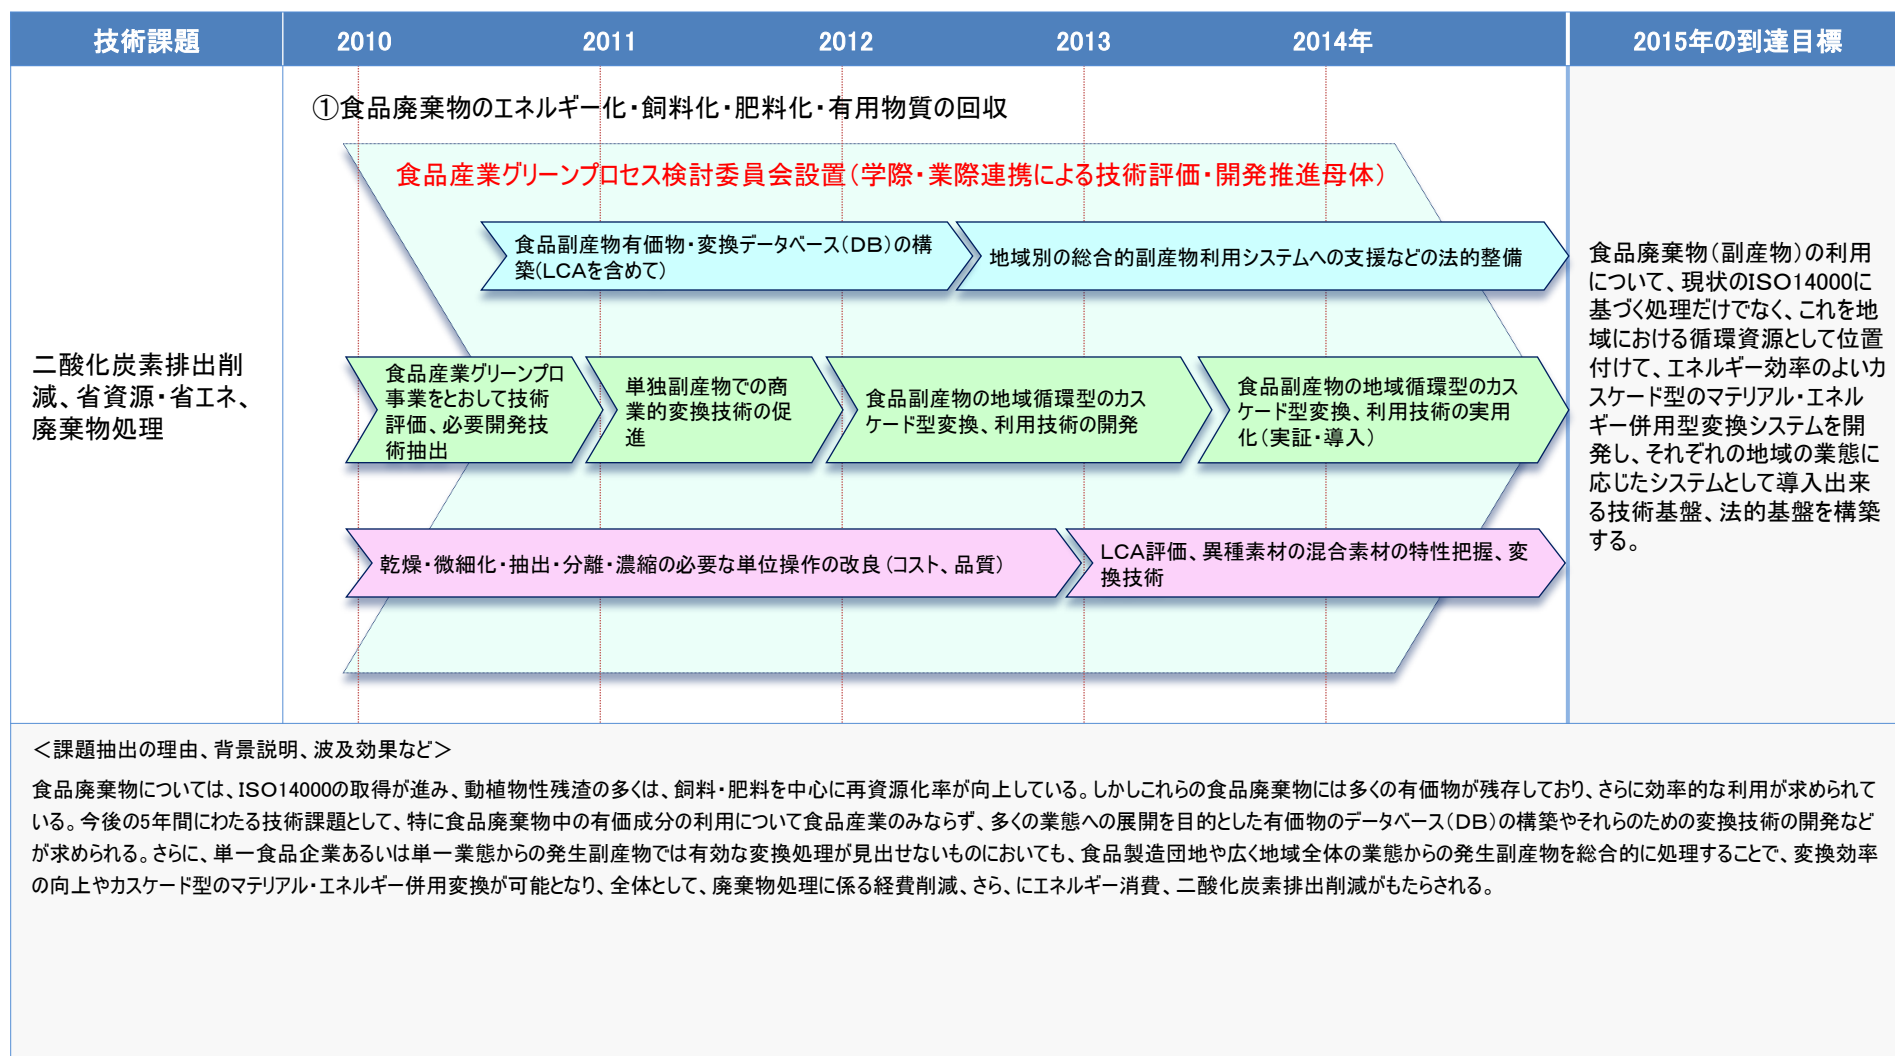 技術課題
2010
2011
2012
2013
2014年
2015年の到達目標
①食品廃棄物のエネルギー化・飼料化・肥料化・有用物質の回収
食品産業グリーンプロセス検討委員会設置(学際・業際連携による技術評価・開発推進母体)
食品副産物有価物・変換データベース(DB)の構
築(LCAを含めて)
地域別の総合的副産物利用システムへの支援などの法的整備
二酸化炭素排出削
減、省資源・省エネ、
廃棄物処理
食品産業グリーンプロ
事業をとおして技術
評価、必要開発技
術抽出
単独副産物での商
業的変換技術の促
進
食品副産物の地域循環型のカス
ケード型変換、利用技術の開発
食品副産物の地域循環型のカス
ケード型変換、利用技術の実用
化(実証・導入)
乾燥・微細化・抽出・分離・濃縮の必要な単位操作の改良(コスト、品質)
LCA評価、異種素材の混合素材の特性把握、変
換技術
食品廃棄物(副産物)の利用
について、現状のISO14000に
基づく処理だけでなく、これを地
域における循環資源として位置
付けて、エネルギー効率のよいカ
スケード型のマテリアル・エネル
ギー併用型変換システムを開
発し、それぞれの地域の業態に
応じたシステムとして導入出来
る技術基盤、法的基盤を構築
する。
<課題抽出の理由、背景説明、波及効果など>
食品廃棄物については、ISO14000の取得が進み、動植物性残渣の多くは、飼料・肥料を中心に再資源化率が向上している。しかしこれらの食品廃棄物には多くの有価物が残存しており、さらに効率的な利用が求められて
いる。今後の5年間にわたる技術課題として、特に食品廃棄物中の有価成分の利用について食品産業のみならず、多くの業態への展開を目的とした有価物のデータベース(DB)の構築やそれらのための変換技術の開発など
が求められる。さらに、単一食品企業あるいは単一業態からの発生副産物では有効な変換処理が見出せないものにおいても、食品製造団地や広く地域全体の業態からの発生副産物を総合的に処理することで、変換効率
の向上やカスケード型のマテリアル・エネルギー併用変換が可能となり、全体として、廃棄物処理に係る経費削減、さら、にエネルギー消費、二酸化炭素排出削減がもたらされる。